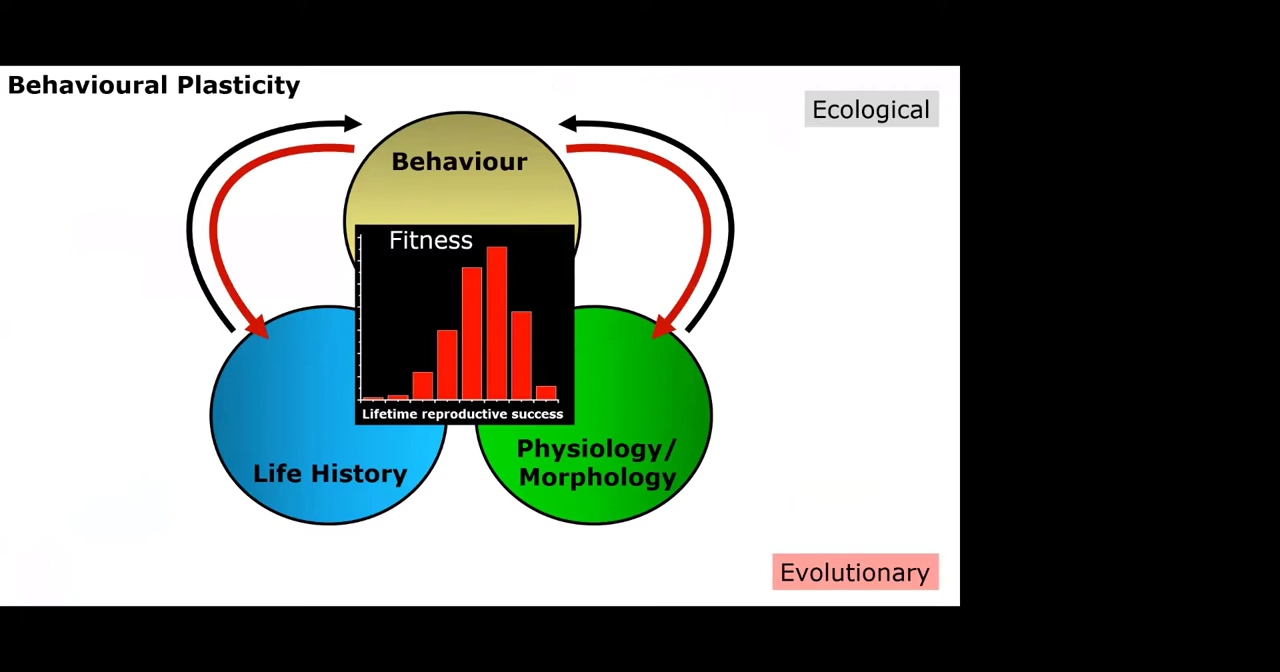 Behavioural Plasticity
Ecological
Behaviour
Fitness
Lifetime reproductive success
Life History
Physiology/
Morphology
Evolutionary